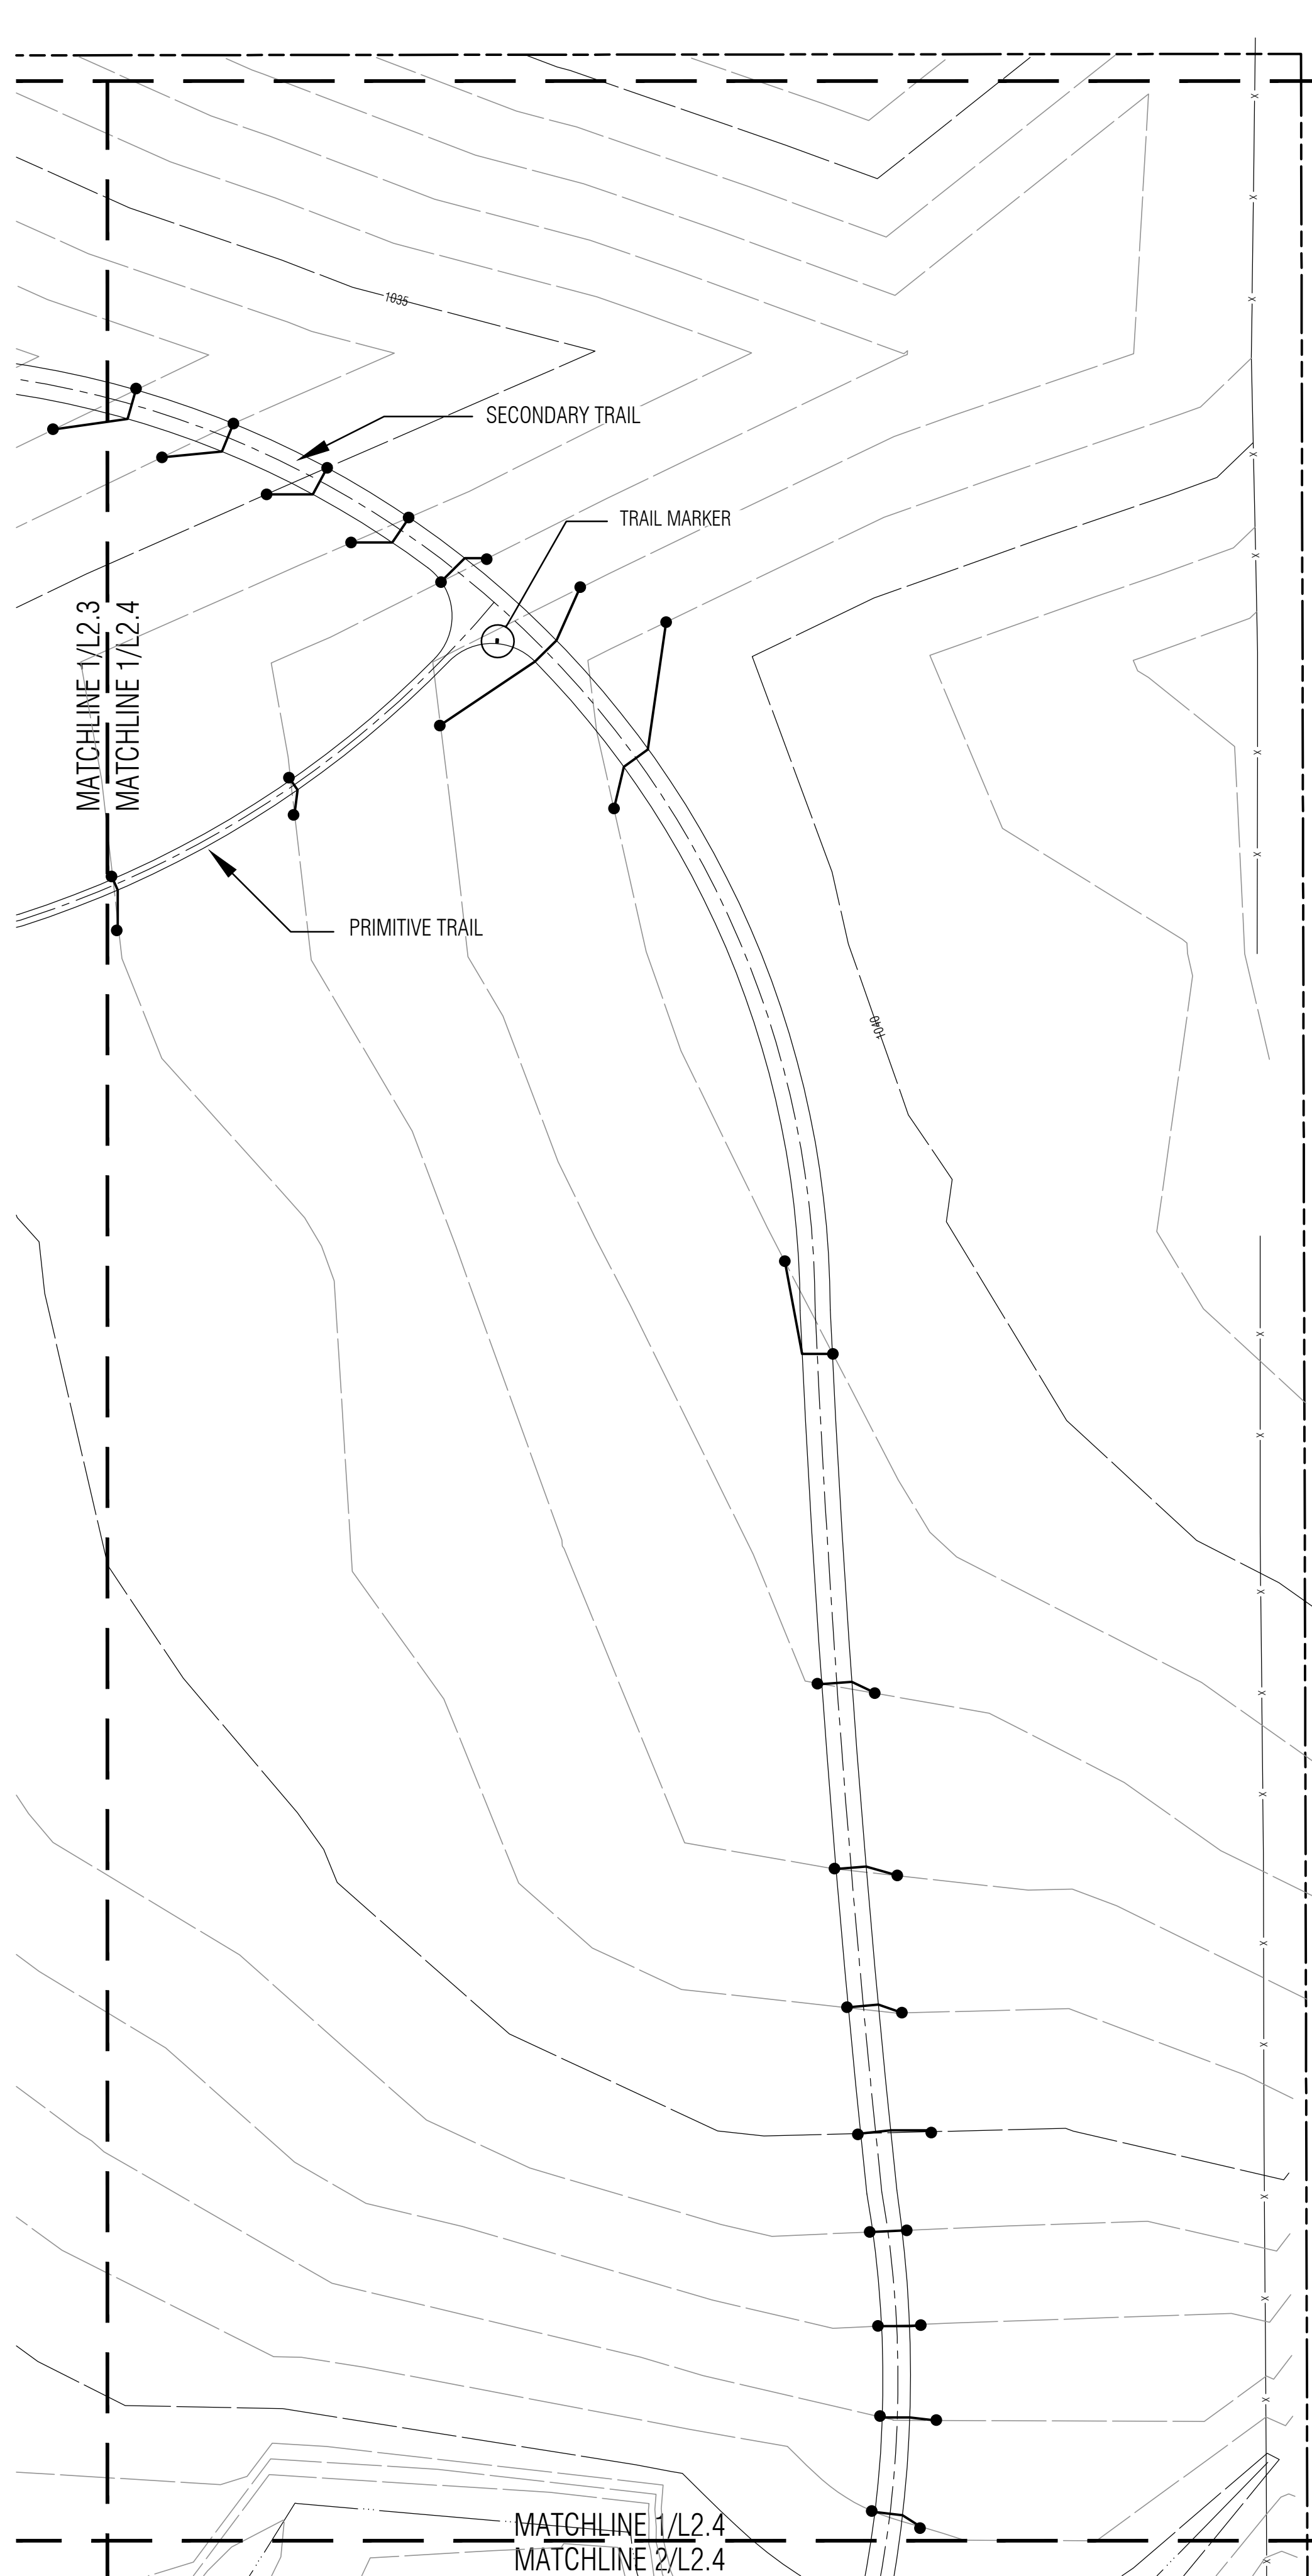 1035
SECONDARY TRAIL
TRAIL MARKER
MATCHLINE 1/L2.3
MATCHLINE 1/L2.4
PRIMITIVE TRAIL
1040
MATCHLINE 1/L2.4
MATCHLINE 2/L2.4